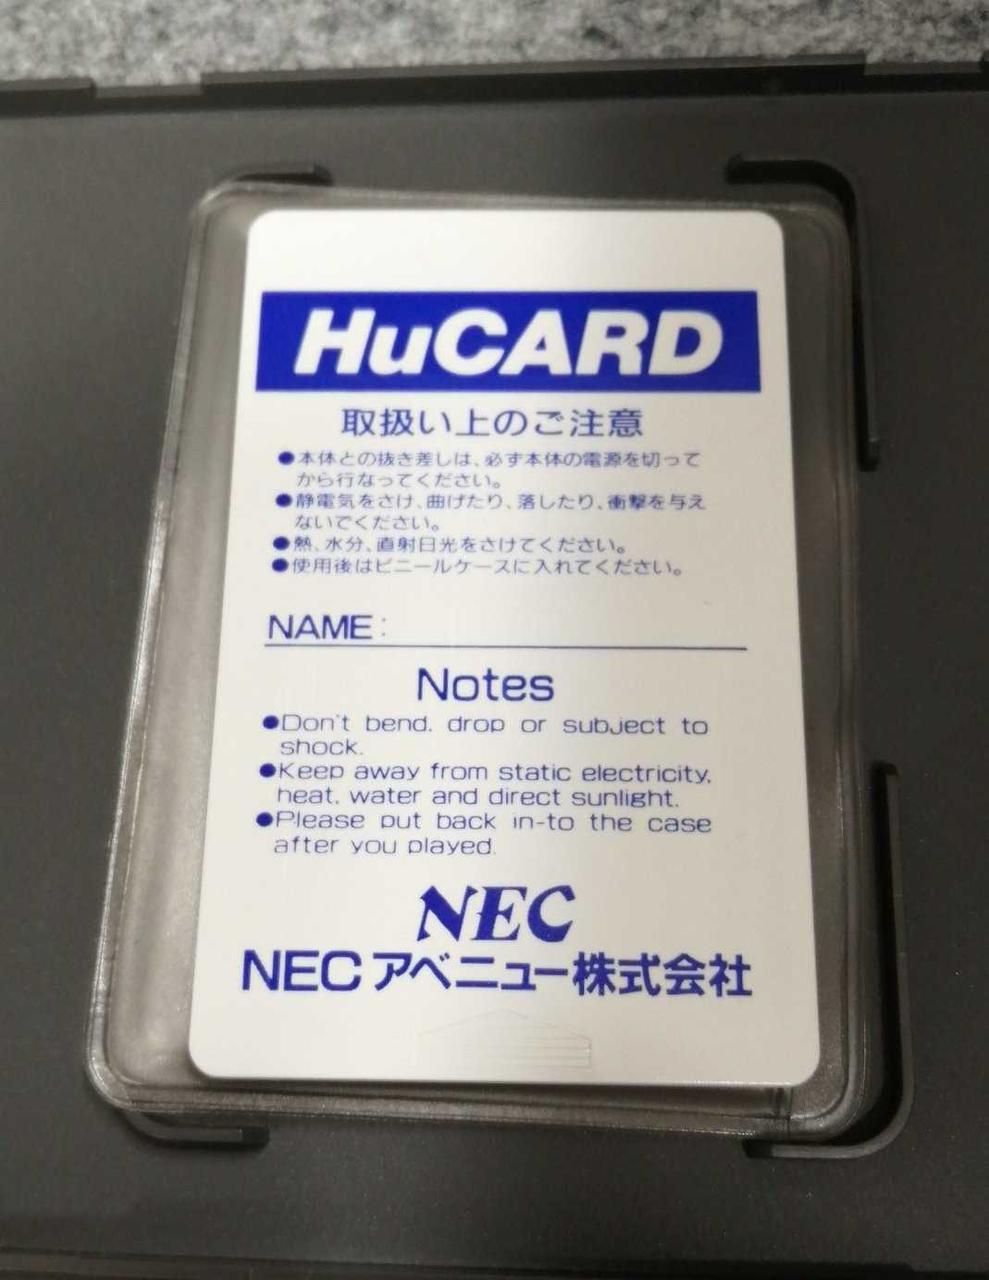 HuCARD
取扱い上のご注意
●本体との抜き差しは、必ず本体の電源を切って
から行なってください。
●静電気をさけ、曲げたり、落したり、衝撃を与え
ないでください。
●熱、水分、直射日光をさけてください。
●使用後はビニールケースに入れてください。
NAME:
Notes
●Don't bend, drop or subject to
shock.
●Keep away from static electricity,
heat, water and direct sunlight.
●Please put back in-to the case
after you played.
NEC
NECアベニュー株式会社